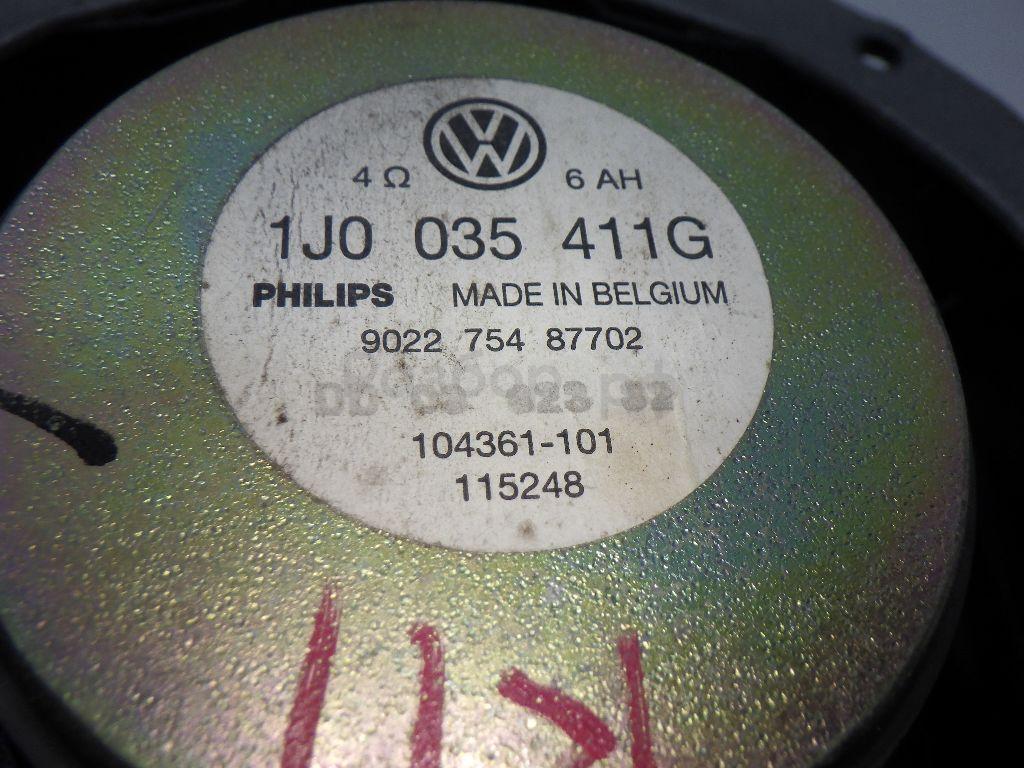 4 Ω 6 AH
1J0 035 411G
PHILIPS MADE IN BELGIUM
9022 754 87702
104361-101
115248